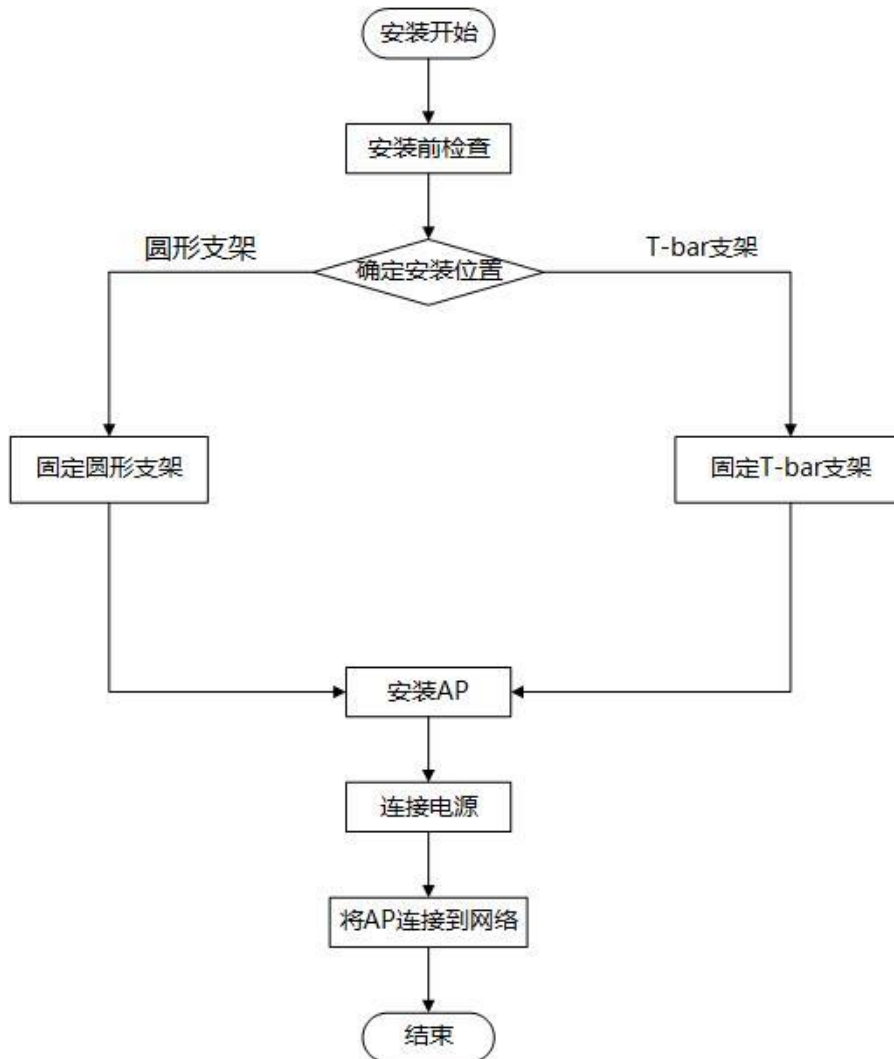 安装开始
安装前检查
圆形支架
确定安装位置
T-bar支架
固定圆形支架
固定T-bar支架
安装AP
连接电源
将AP连接到网络
结束